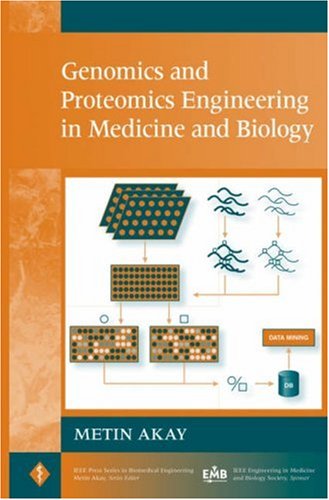 Genomics and
Proteomics Engineering
in Medicine and Biology
DATA MINING
%
DB
METIN AKAY
IEEE Press Series in Biomedical Engineering
Metin Akay, Series Editor
EMB
IEEE Engineering in Medicine
and Biology Society, Sponsor